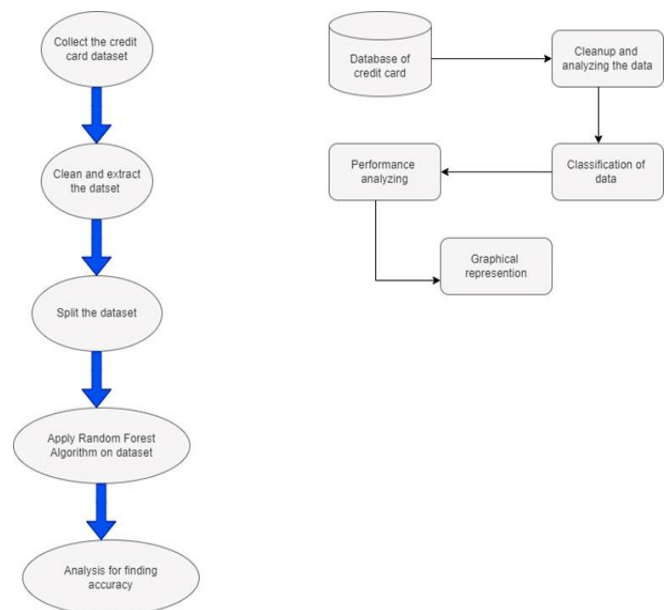 Collect the credit
card dataset
Clean and extract
the datset
Split the dataset
Apply Random Forest
Algorithm on dataset
Analysis for finding
accuracy
Database of
credit card
Cleanup and
analyzing the data
Classification of
data
Performance
analyzing
Graphical
represention